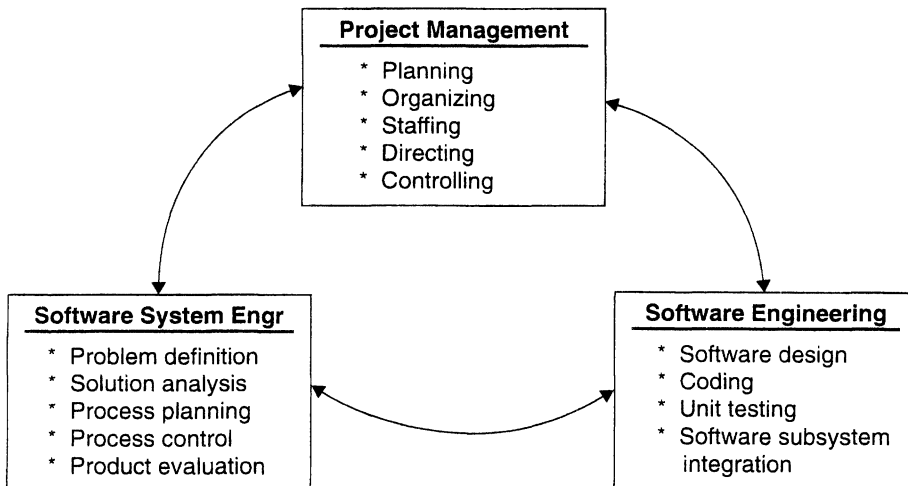 Project Management
* Planning
* Organizing
* Staffing
* Directing
* Controlling
Software System Engr
* Problem definition
* Solution analysis
* Process planning
* Process control
* Product evaluation
Software Engineering
* Software design
* Coding
* Unit testing
* Software subsystem
integration